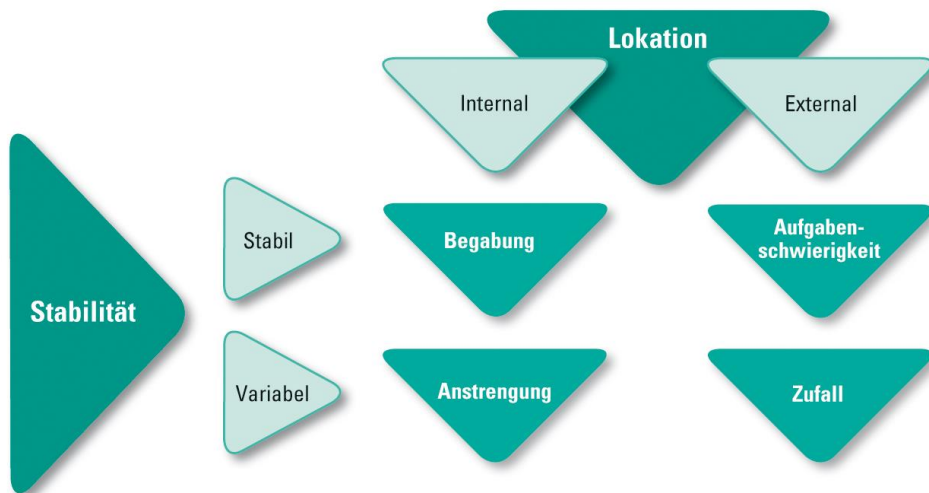 Lokation
Internal
External
Stabilität
Stabil
Begabung
Aufgaben-
schwierigkeit
Variabel
Anstrengung
Zufall